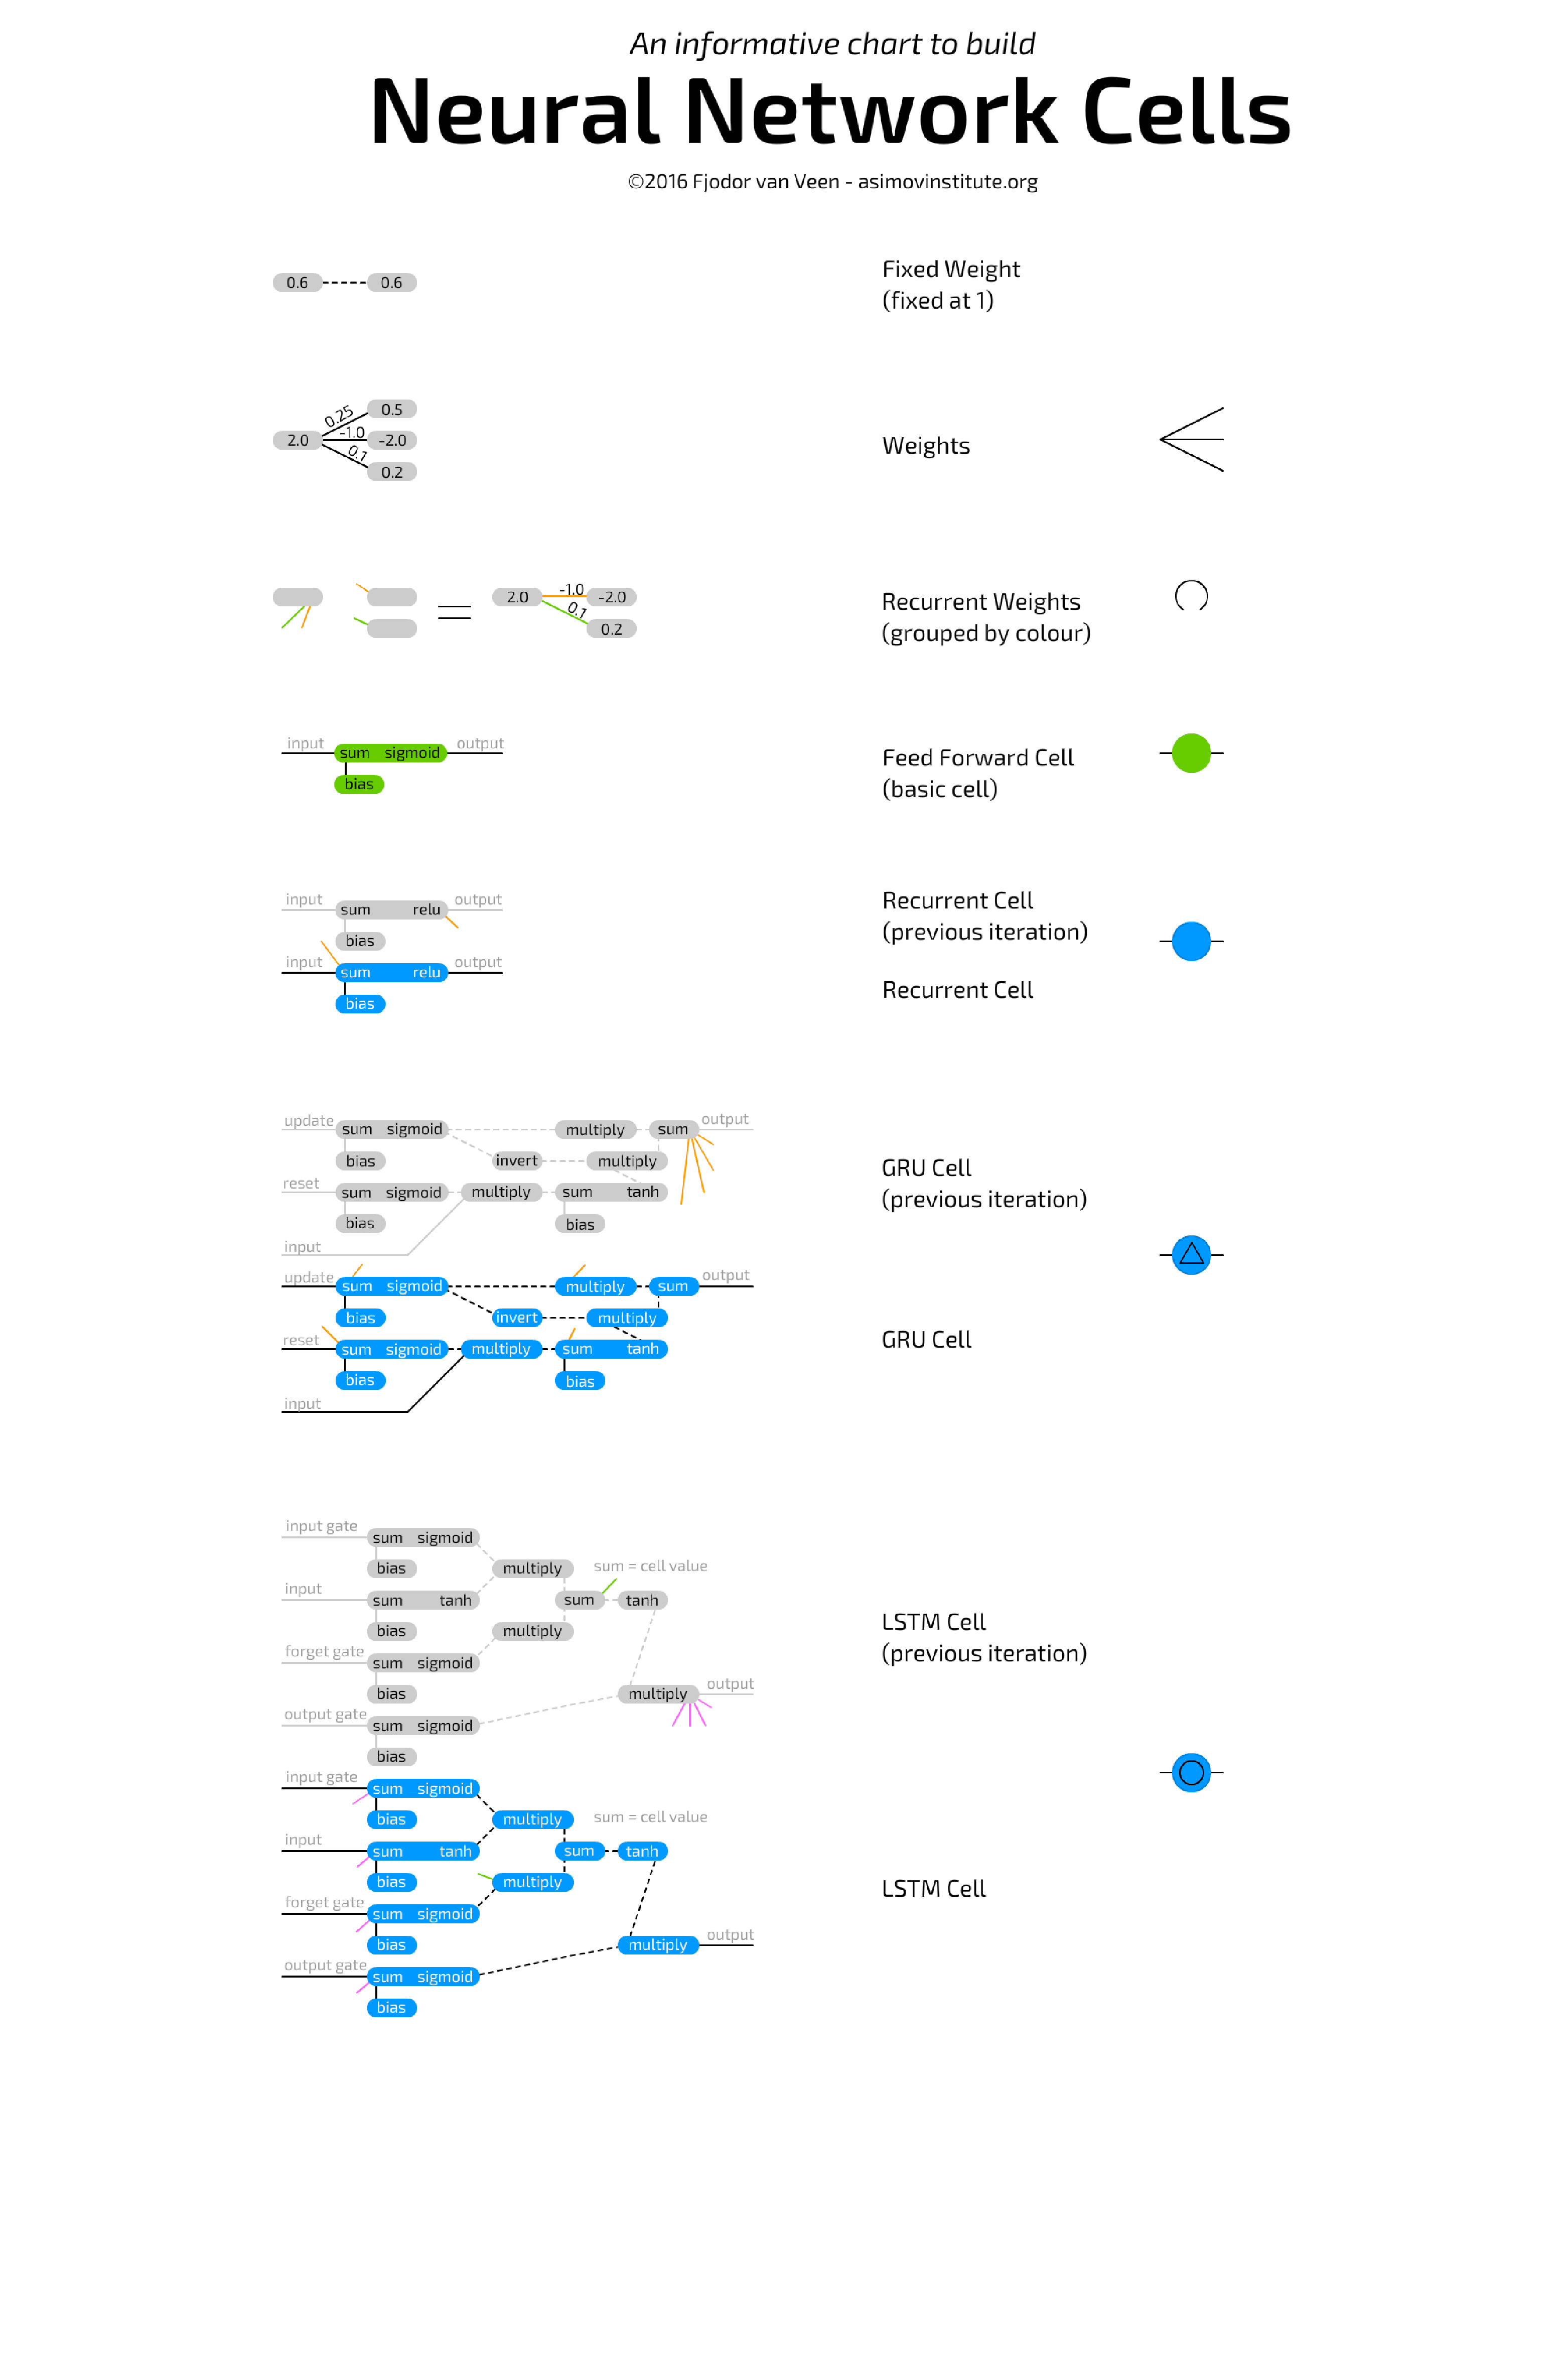 An informative chart to build
Neural Network Cells
©2016 Fjodor van Veen - asimovinstitute.org
0.6 0.6
Fixed Weight
(fixed at 1)
0.25 0.5
2.0 -1.0 -2.0
0.1 0.2
Weights
2.0 -1.0 -2.0
0.1 0.2
Recurrent Weights
(grouped by colour)
input sum sigmoid output
bias
Feed Forward Cell
(basic cell)
input sum relu output
bias
input sum relu output
bias
Recurrent Cell
(previous iteration)
Recurrent Cell
update sum sigmoid multiply sum output
bias invert multiply
reset sum sigmoid multiply sum tanh
bias bias
input
GRU Cell
(previous iteration)
update sum sigmoid multiply sum output
bias invert multiply
reset sum sigmoid multiply sum tanh
bias bias
input
GRU Cell
input gate sum sigmoid
bias multiply sum = cell value
input sum tanh sum tanh
bias multiply
forget gate sum sigmoid
bias multiply output
output gate sum sigmoid
bias
LSTM Cell
(previous iteration)
input gate sum sigmoid
bias multiply sum = cell value
input sum tanh sum tanh
bias multiply
forget gate sum sigmoid
bias multiply output
output gate sum sigmoid
bias
LSTM Cell